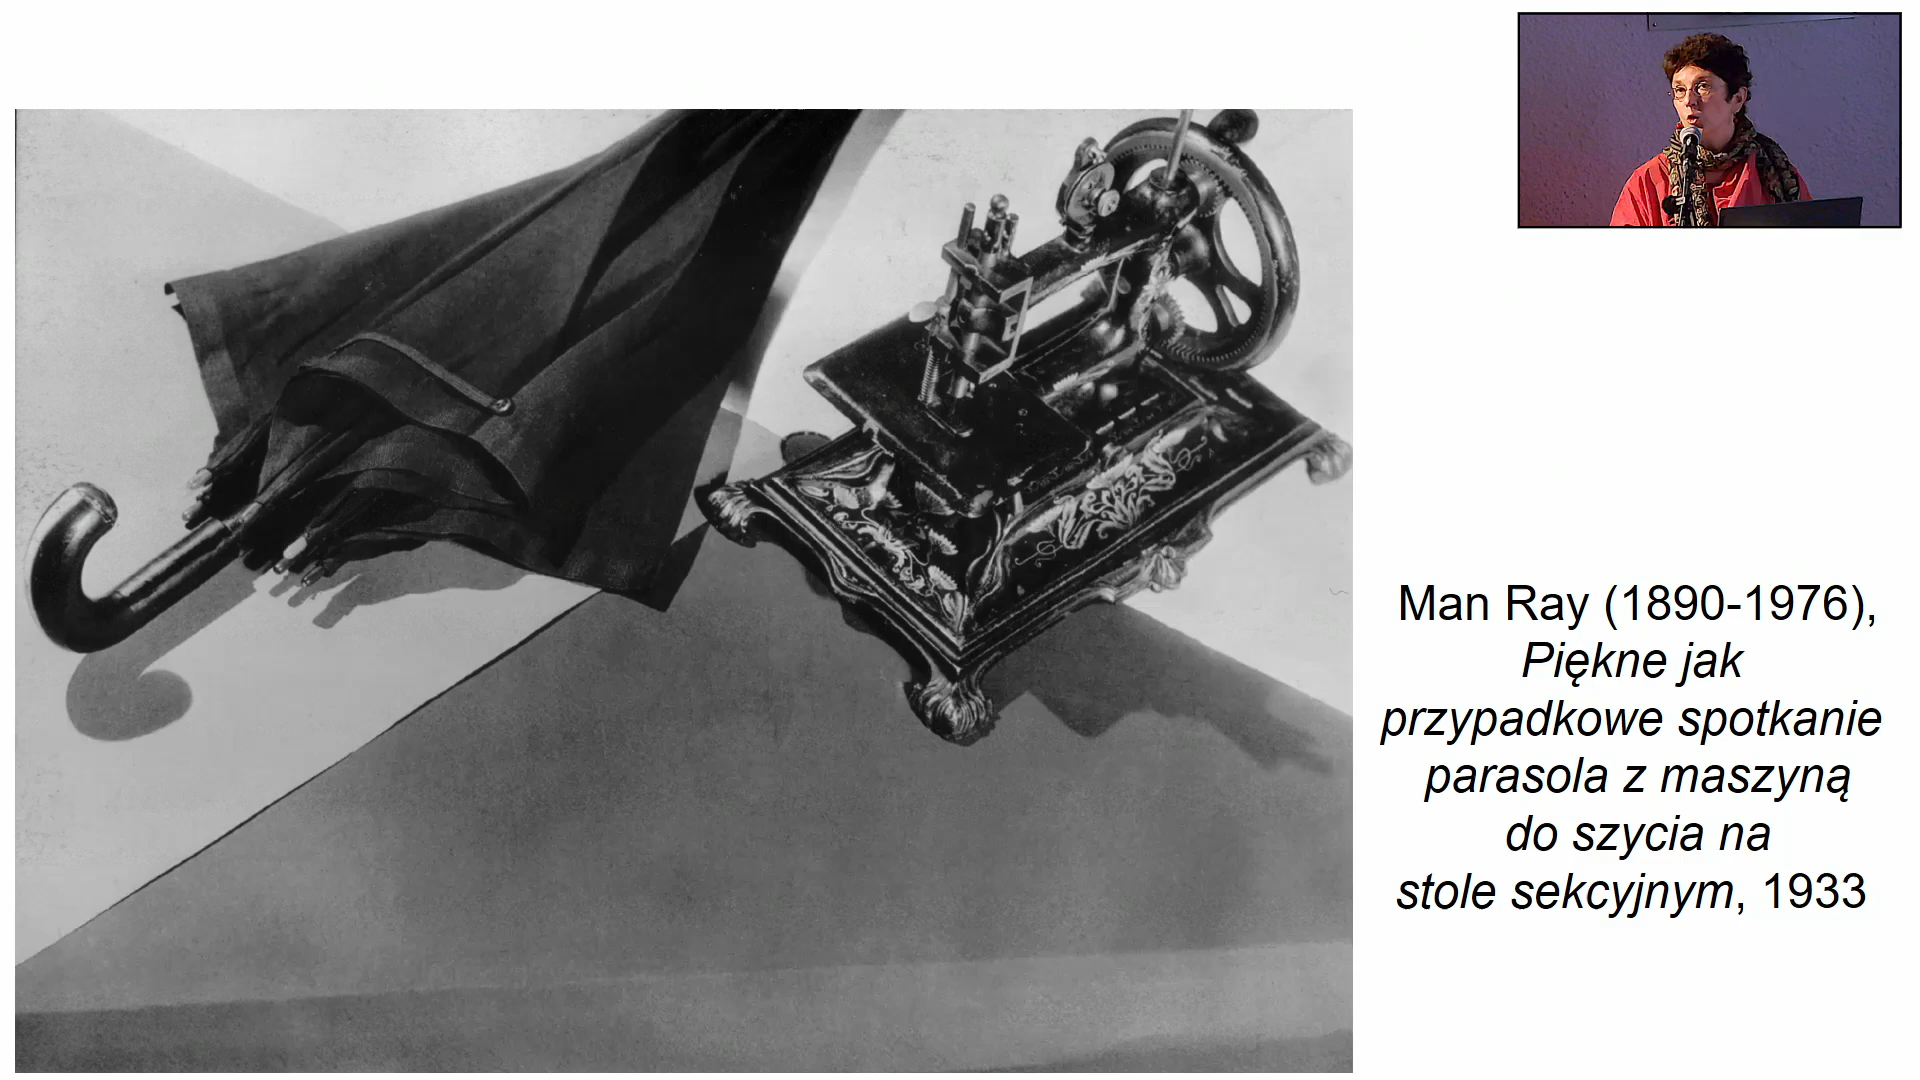 Man Ray (1890-1976),
Piękne jak
przypadkowe spotkanie
parasola z maszyną
do szycia na
stole sekcyjnym, 1933